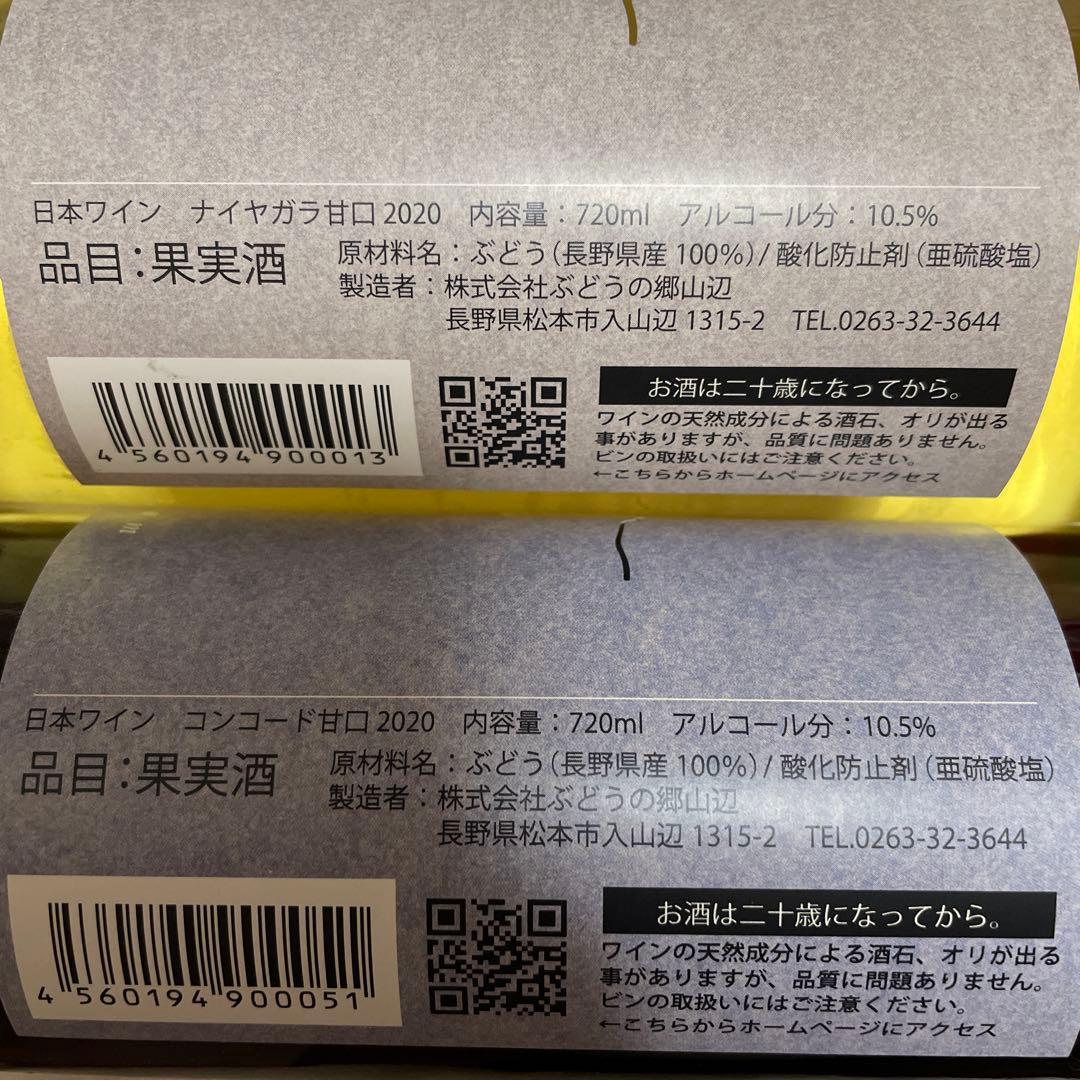 日本ワイン ナイヤガラ甘口 2020 内容量：720ml アルコール分：10.5%
品目：果実酒
原材料名：ぶどう（長野県産 100%）/ 酸化防止剤（亜硫酸塩）
製造者：株式会社ぶどうの郷山辺
長野県松本市入山辺 1315-2 TEL.0263-32-3644
4 560194 900013
お酒は二十歳になってから。
ワインの天然成分による酒石、オリが出る
事がありますが、品質に問題ありません。
ビンの取扱いにはご注意ください。
←こちらからホームページにアクセス
日本ワイン コンコード甘口 2020 内容量：720ml アルコール分：10.5%
品目：果実酒
原材料名：ぶどう（長野県産 100%）/ 酸化防止剤（亜硫酸塩）
製造者：株式会社ぶどうの郷山辺
長野県松本市入山辺 1315-2 TEL.0263-32-3644
4 560194 900051
お酒は二十歳になってから。
ワインの天然成分による酒石、オリが出る
事がありますが、品質に問題ありません。
ビンの取扱いにはご注意ください。
←こちらからホームページにアクセス